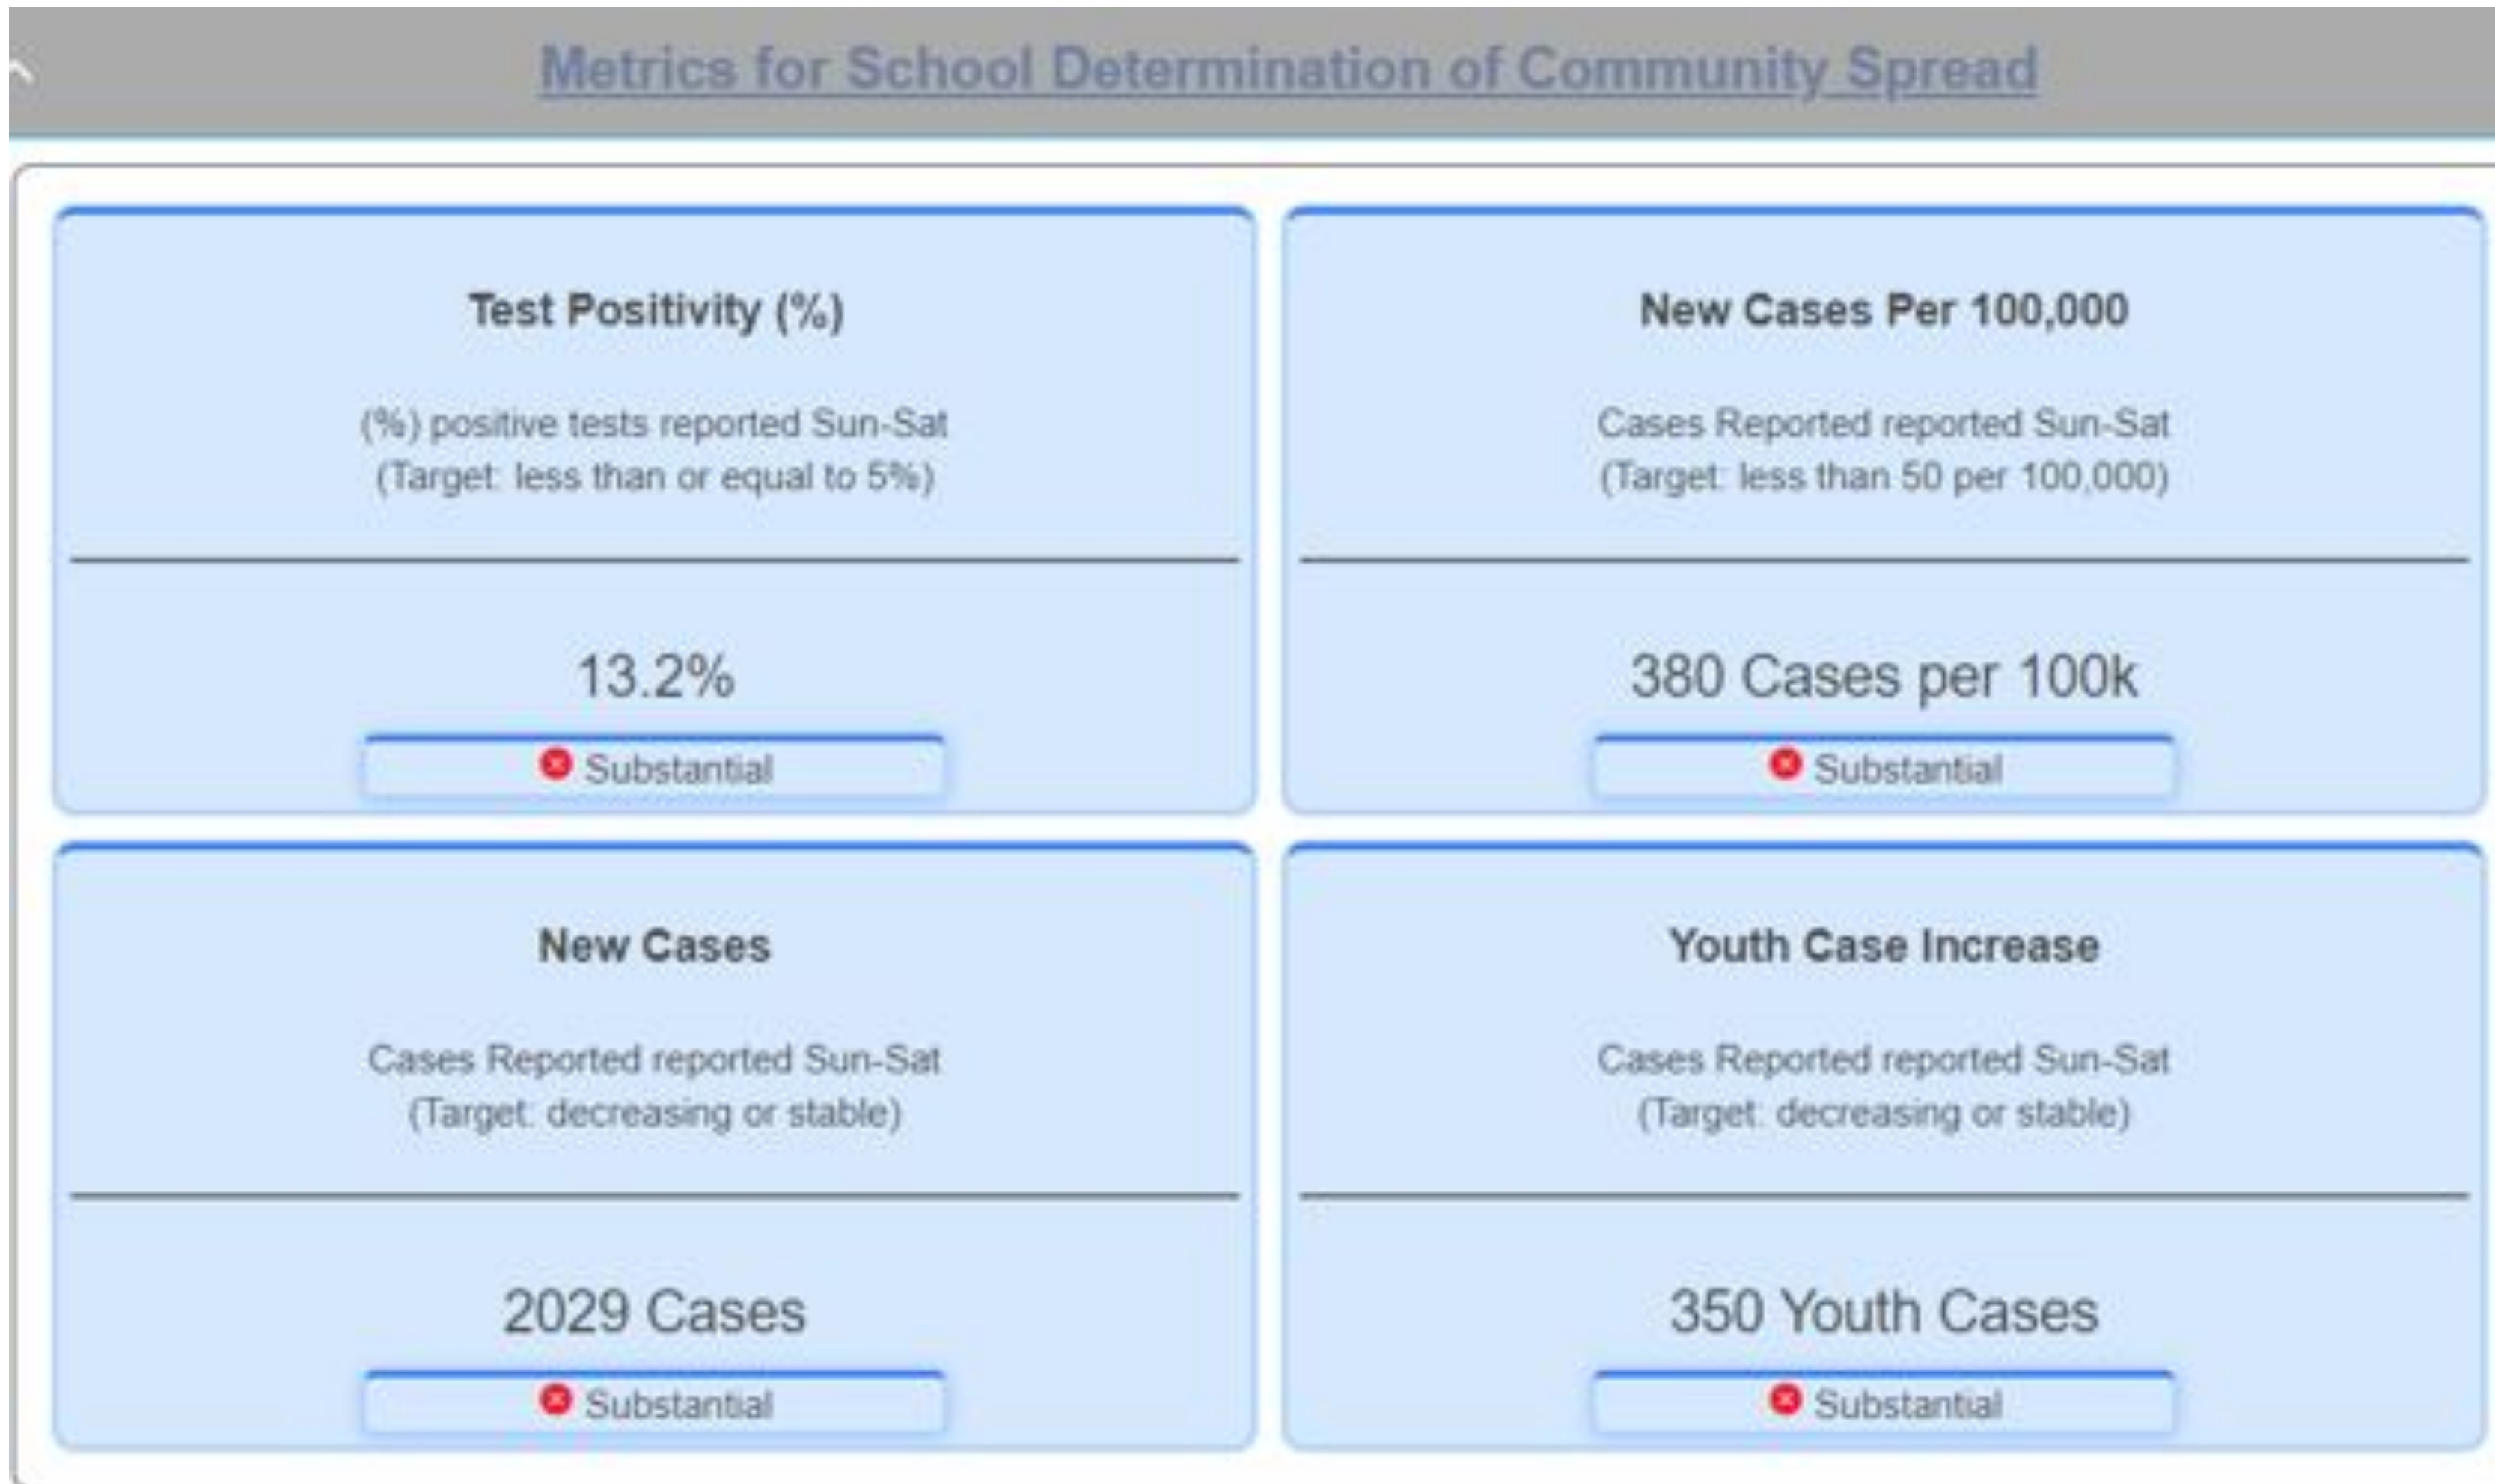 Metrics for School Determination of Community Spread
Test Positivity (%)
(%) positive tests reported Sun-Sat
(Target: less than or equal to 5%)
13.2%
Substantial
New Cases Per 100,000
Cases Reported reported Sun-Sat
(Target: less than 50 per 100,000)
380 Cases per 100k
Substantial
New Cases
Cases Reported reported Sun-Sat
(Target: decreasing or stable)
2029 Cases
Substantial
Youth Case Increase
Cases Reported reported Sun-Sat
(Target: decreasing or stable)
350 Youth Cases
Substantial